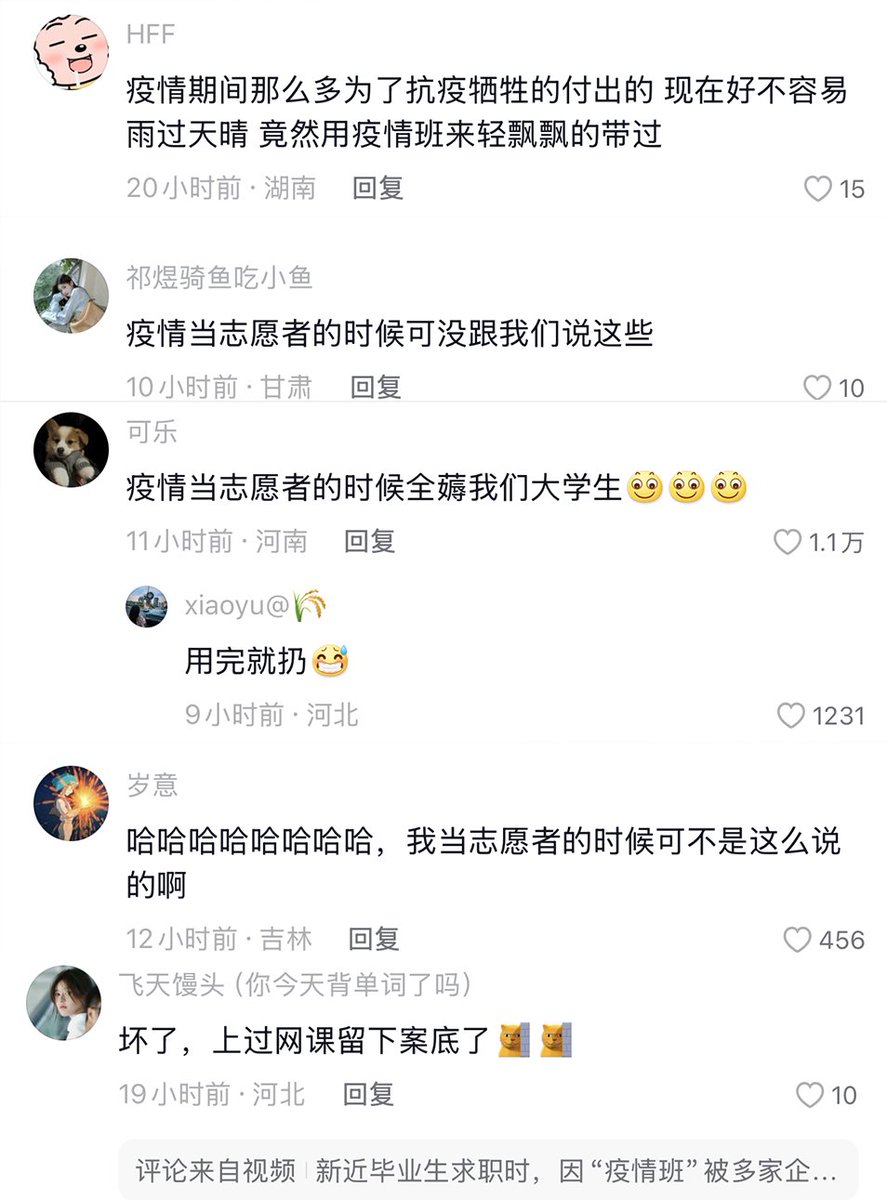 HFF
疫情期间那么多为了抗疫牺牲的付出的 现在好不容易
雨过天晴 竟然用疫情班来轻飘飘的带过
20小时前 · 湖南 回复 15
祁煜骑鱼吃小鱼
疫情当志愿者的时候可没跟我们说这些
10小时前 · 甘肃 回复 10
可乐
疫情当志愿者的时候全薅我们大学生
11小时前 · 河南 回复 1.1万
xiaoyu@
用完就扔
9小时前 · 河北 1231
岁意
哈哈哈哈哈哈哈哈，我当志愿者的时候可不是这么说
的啊
12小时前 · 吉林 回复 456
飞天馒头（你今天背单词了吗）
坏了，上过网课留下案底了
19小时前 · 河北 回复 10
评论来自视频 | 新近毕业生求职时，因“疫情班”被多家企...